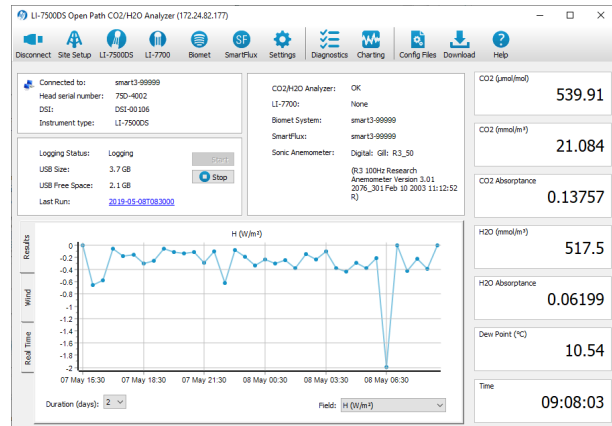 LI-7500DS Open Path CO2/H2O Analyzer (172.24.82.177)
Disconnect Site Setup LI-7500DS LI-7700 Biomet SmartFlux Settings Diagnostics Charting Config Files Download Help
Connected to: smart3-99999
Head serial number: 75D-4002
DSI: DSI-00106
Instrument type: LI-7500DS
Logging Status: Logging
USB Size: 3.7 GB
USB Free Space: 2.1 GB
Last Run: 2019-05-08T083000
Start
Stop
CO2/H2O Analyzer: OK
LI-7700: None
Biomet System: smart3-99999
SmartFlux: smart3-99999
Sonic Anemometer: Digital: Gill: R3_50
(R3 100Hz Research
Anemometer Version 3.01
2076_301 Feb 10 2003 11:12:52
R)
CO2 (µmol/mol)
539.91
CO2 (mmol/m³)
21.084
CO2 Absorptance
0.13757
H2O (mmol/m³)
517.5
H2O Absorptance
0.06199
Dew Point (°C)
10.54
Time
09:08:03
Results
Wind
Real Time
H (W/m²)
0
-0.2
-0.4
-0.6
-0.8
-1
-1.2
-1.4
-1.6
-1.8
-2
07 May 15:30 07 May 18:30 07 May 21:30 08 May 00:30 08 May 03:30 08 May 06:30
Duration (days): 2
Field: H (W/m²)